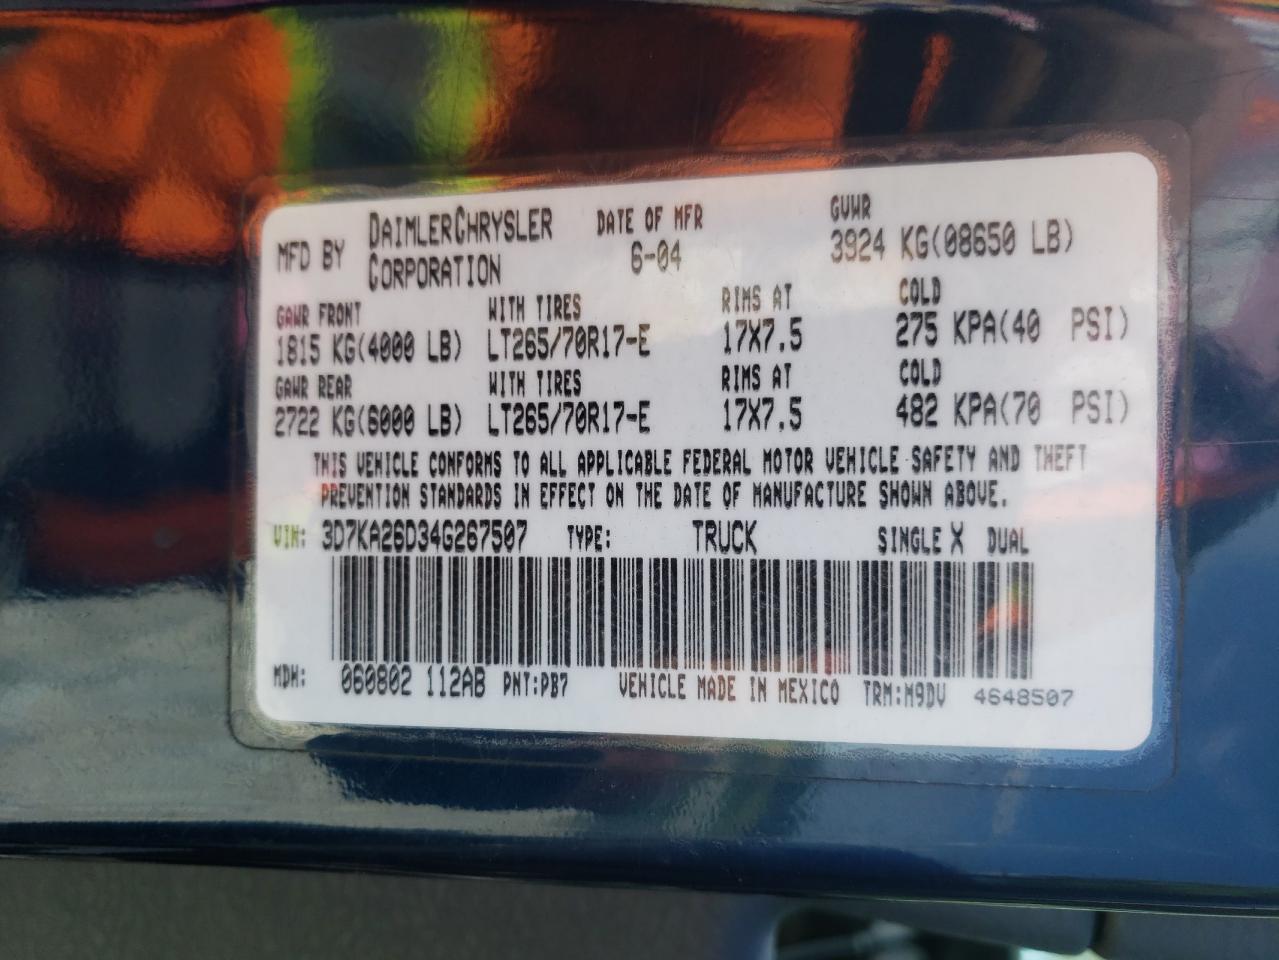 MFD BY DAIMLERCHRYSLER CORPORATION DATE OF MFR 6-04 GVWR 3924 KG(08650 LB)
GAWR FRONT WITH TIRES RIMS AT COLD
1815 KG(4000 LB) LT265/70R17-E 17X7.5 275 KPA(40 PSI)
GAWR REAR WITH TIRES RIMS AT COLD
2722 KG(6000 LB) LT265/70R17-E 17X7.5 482 KPA(70 PSI)
THIS VEHICLE CONFORMS TO ALL APPLICABLE FEDERAL MOTOR VEHICLE SAFETY AND THEFT
PREVENTION STANDARDS IN EFFECT ON THE DATE OF MANUFACTURE SHOWN ABOVE.
VIN: 3D7KA26D34G267507 TYPE: TRUCK SINGLE X DUAL
MDH: 060802 112AB PNT:PB7 VEHICLE MADE IN MEXICO TRM:M9DV 4648507